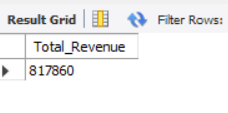 Result Grid Filter Rows:
Total_Revenue
817860